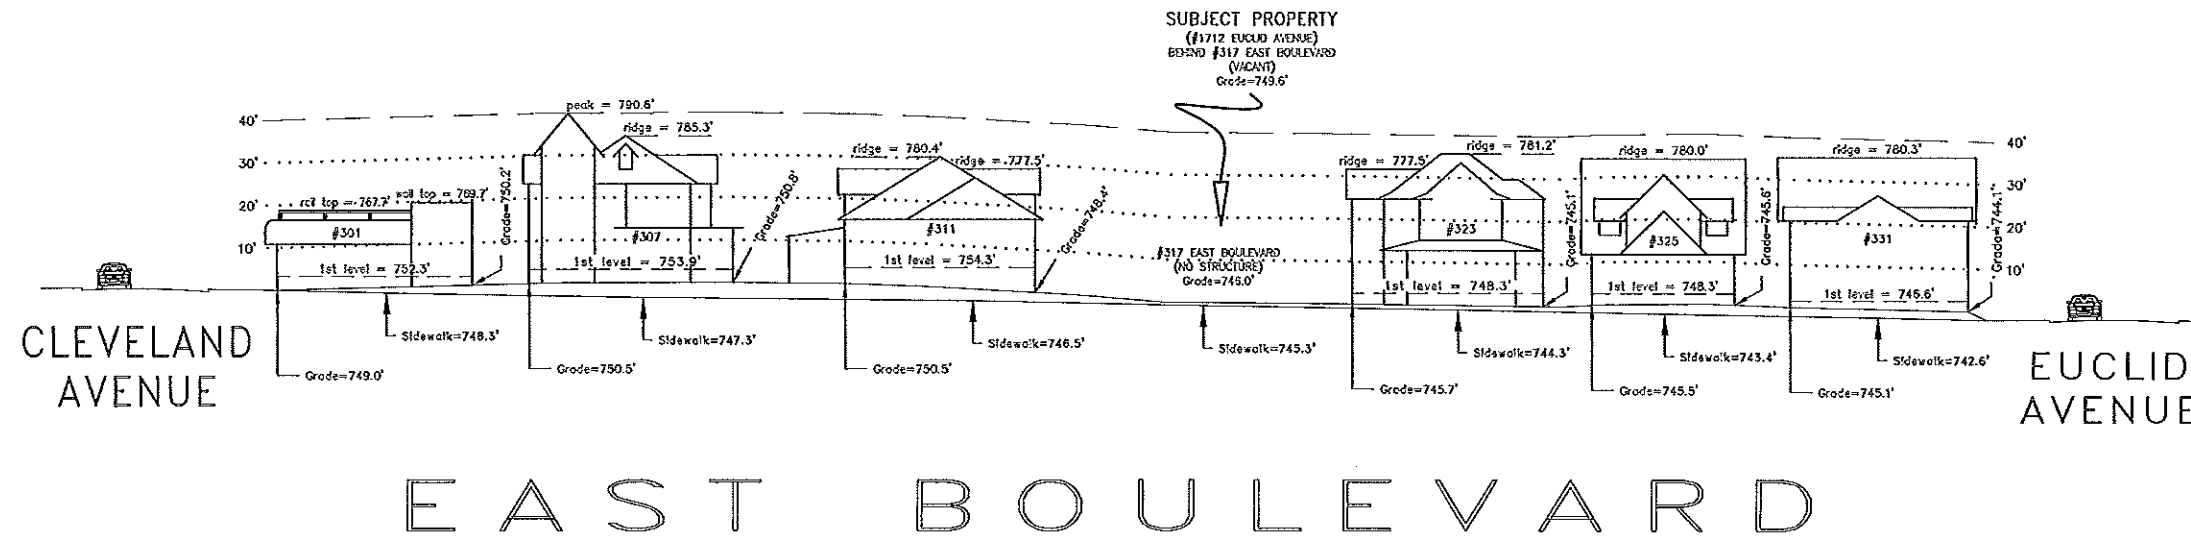 SUBJECT PROPERTY
(#1712 EUCLID AVENUE)
BEHIND #317 EAST BOULEVARD
(VACANT)
Grade=749.6'
40'
30'
20'
10'
rail top = 767.7'
wall top = 769.7'
#301
1st level = 752.3'
Grade=750.2'
peak = 790.6'
ridge = 785.3'
#307
1st level = 753.9'
Grade=750.8'
ridge = 780.4'
ridge = 777.5'
#311
1st level = 754.3'
Grade=748.4'
#317 EAST BOULEVARD
(NO STRUCTURE)
Grade=746.0'
ridge = 777.5'
ridge = 781.2'
#323
1st level = 748.3'
Grade=745.1'
ridge = 780.0'
#325
1st level = 748.3'
Grade=745.6'
ridge = 780.3'
#331
1st level = 746.6'
Grade=744.1'
40'
30'
20'
10'
CLEVELAND
AVENUE
Sidewalk=748.3'
Sidewalk=747.3'
Sidewalk=746.5'
Sidewalk=745.3'
Sidewalk=744.3'
Sidewalk=743.4'
Sidewalk=742.6'
Grade=749.0'
Grade=750.5'
Grade=750.5'
Grade=745.7'
Grade=745.5'
Grade=745.1'
EUCLID
AVENUE
EAST BOULEVARD